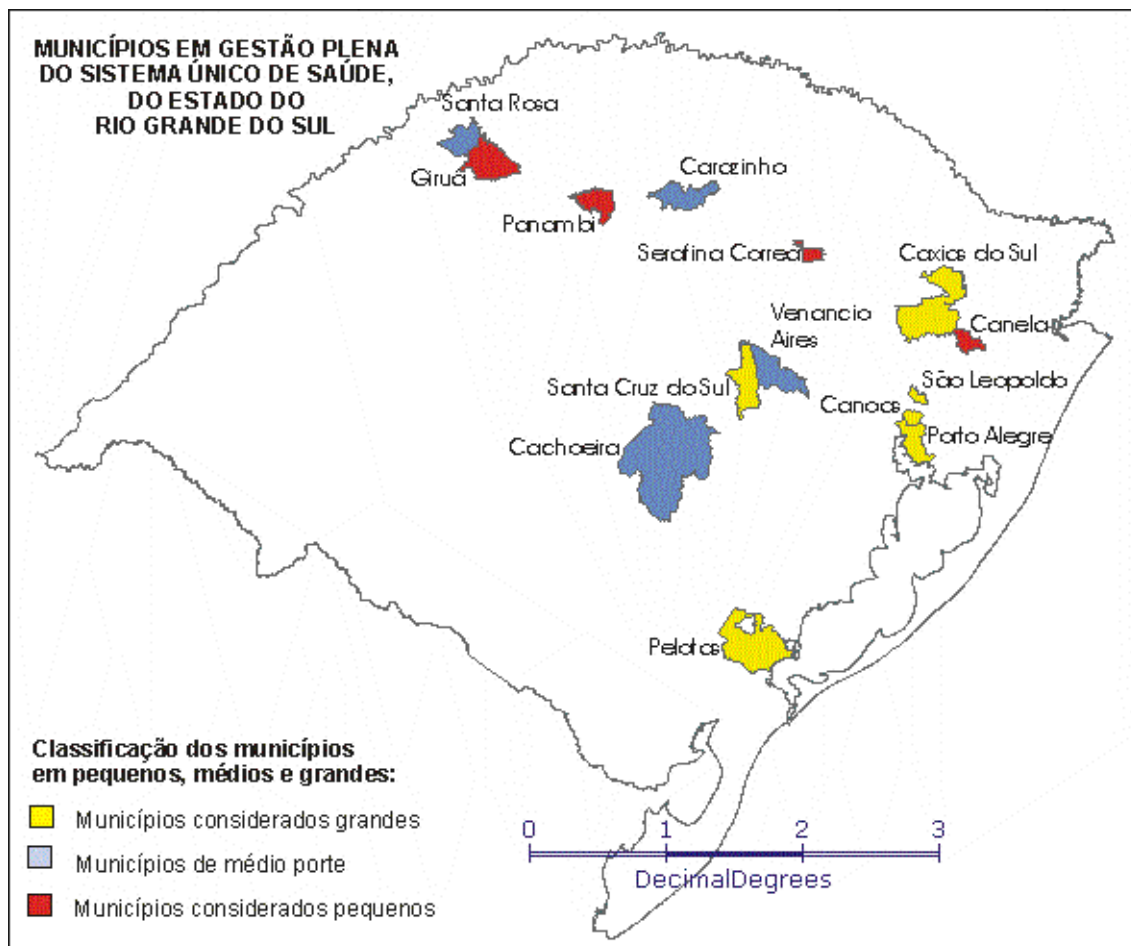 MUNICÍPIOS EM GESTÃO PLENA
DO SISTEMA ÚNICO DE SAÚDE,
DO ESTADO DO
RIO GRANDE DO SUL
Santa Rosa
Giruá
Carazinho
Panambi
Serafina Correa
Caxias do Sul
Venancio
Aires
Canela
Santa Cruz do Sul
São Leopoldo
Canoas
Porto Alegre
Cachoeira
Pelotas
Classificação dos municípios
em pequenos, médios e grandes:
Municípios considerados grandes
Municípios de médio porte
Municípios considerados pequenos
0 1 2 3
DecimalDegrees